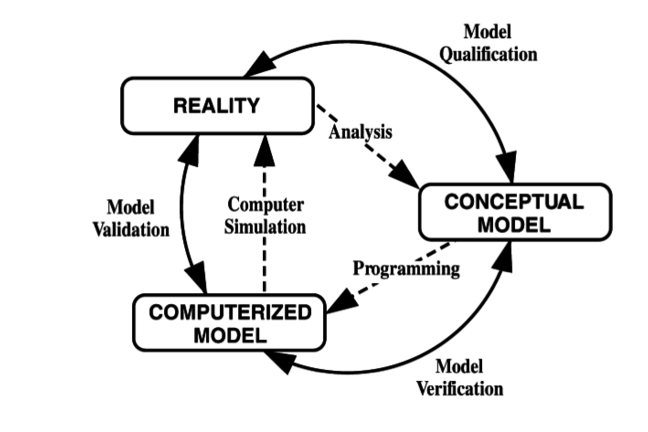 Model
Qualification
REALITY
Analysis
CONCEPTUAL
MODEL
Model
Validation
Computer
Simulation
Programming
COMPUTERIZED
MODEL
Model
Verification